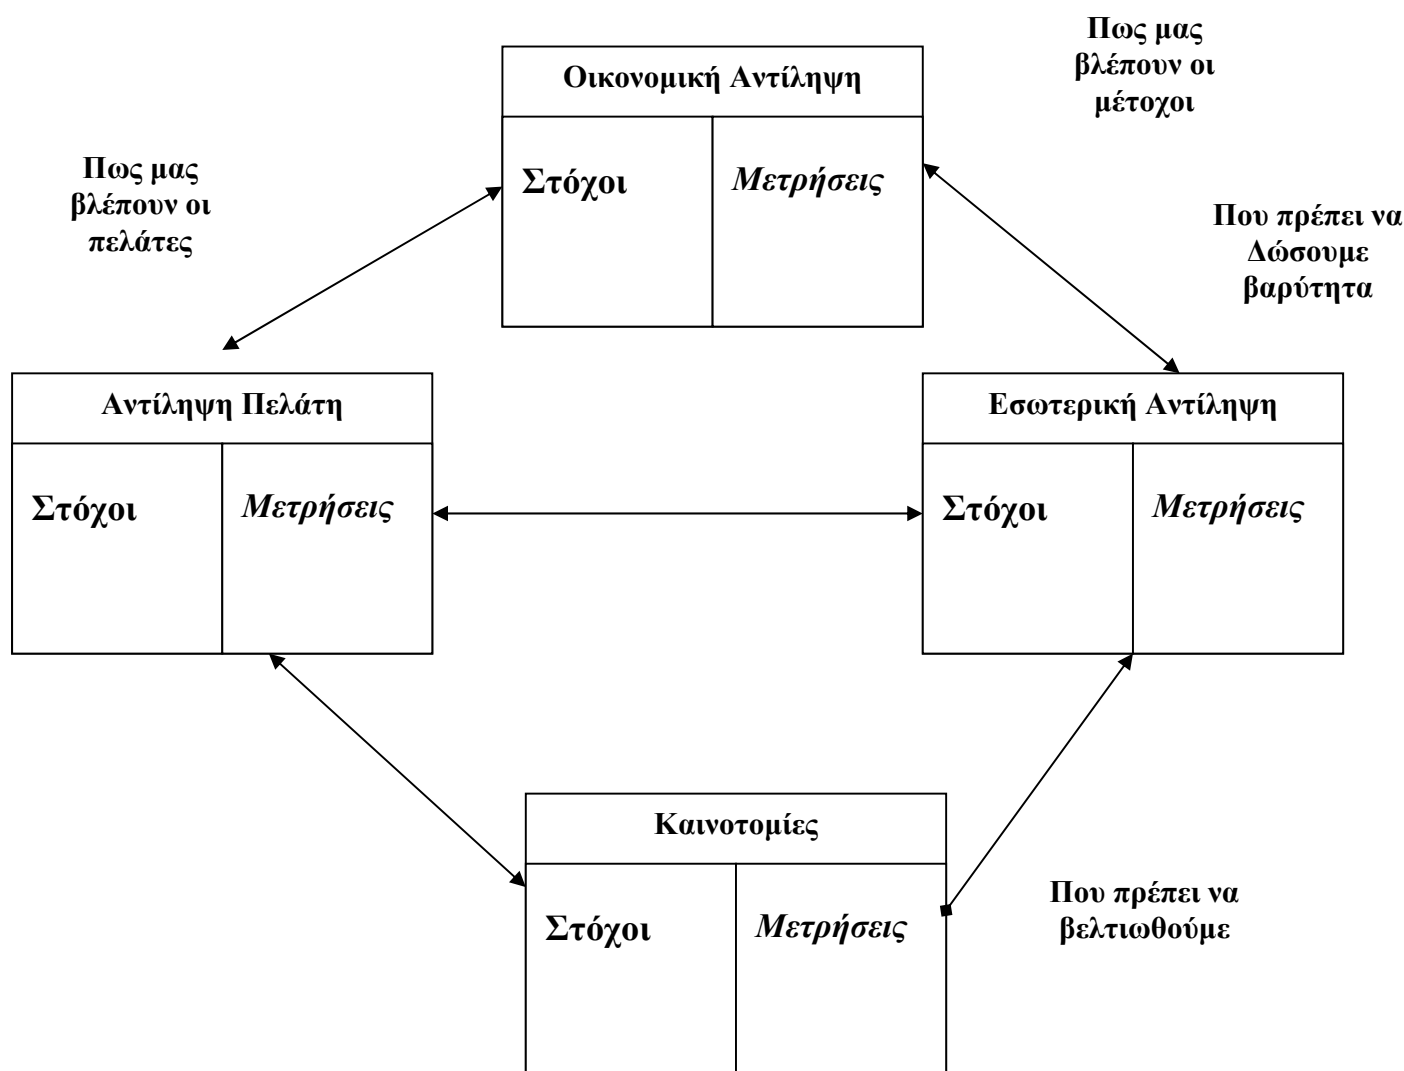 Πως μας
βλέπουν οι
μέτοχοι
Οικονομική Αντίληψη
Στόχοι
Μετρήσεις
Πως μας
βλέπουν οι
πελάτες
Που πρέπει να
Δώσουμε
βαρύτητα
Αντίληψη Πελάτη
Στόχοι
Μετρήσεις
Εσωτερική Αντίληψη
Στόχοι
Μετρήσεις
Καινοτομίες
Στόχοι
Μετρήσεις
Που πρέπει να
βελτιωθούμε